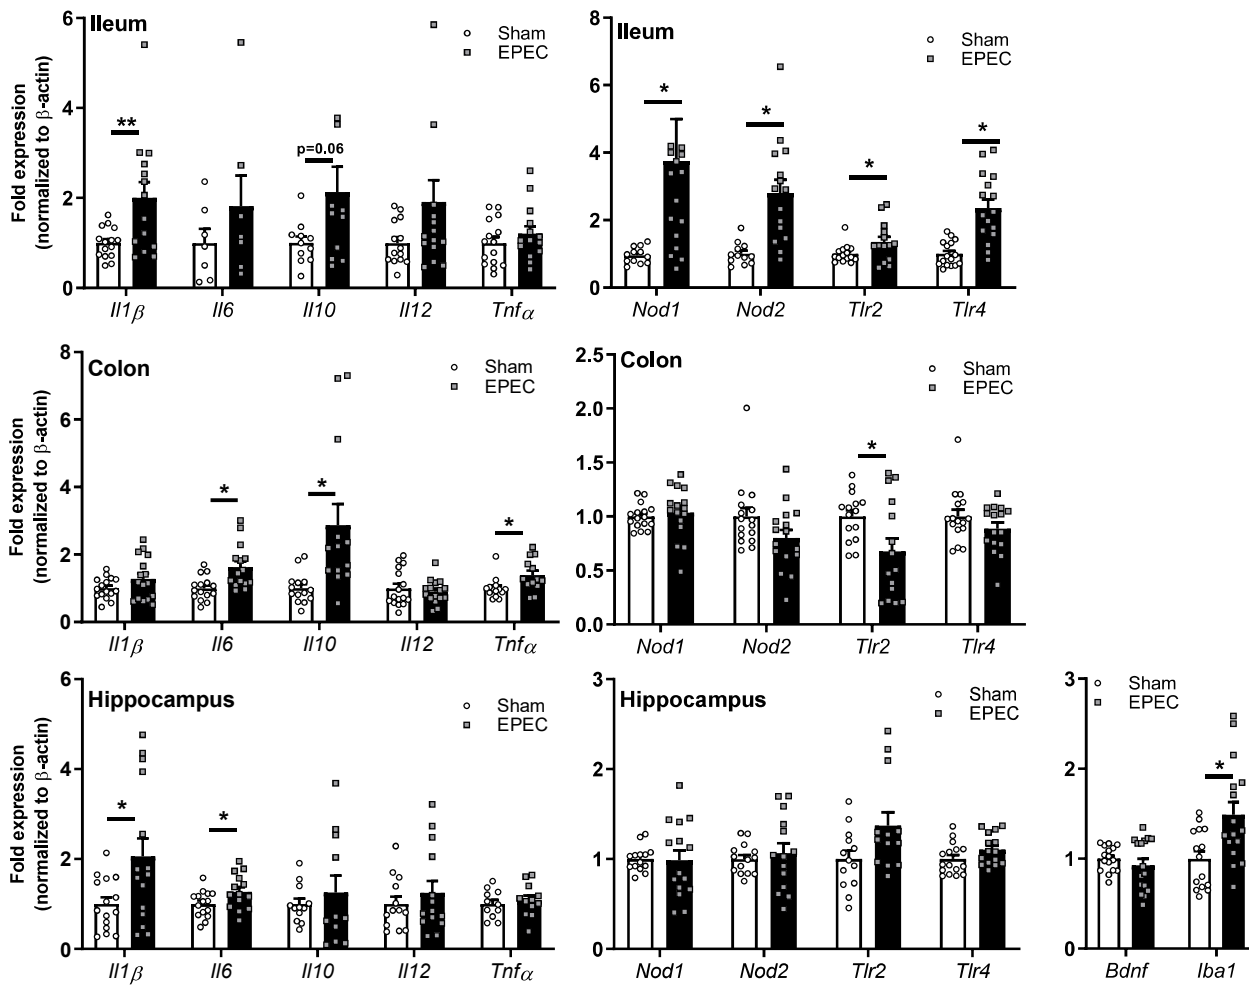 Ileum
Sham
EPEC
Fold expression
(normalized to β-actin)
6
4
2
0
**
p=0.06
Il1β Il6 Il10 Il12 Tnfα
Ileum
Sham
EPEC
8
6
4
2
0
* * * *
Nod1 Nod2 Tlr2 Tlr4
Colon
Sham
EPEC
Fold expression
(normalized to β-actin)
8
6
4
2
0
* * *
Il1β Il6 Il10 Il12 Tnfα
Colon
Sham
EPEC
2.5
2.0
1.5
1.0
0.5
0.0
*
Nod1 Nod2 Tlr2 Tlr4
Hippocampus
Sham
EPEC
Fold expression
(normalized to β-actin)
6
4
2
0
* *
Il1β Il6 Il10 Il12 Tnfα
Hippocampus
Sham
EPEC
3
2
1
0
Nod1 Nod2 Tlr2 Tlr4
Sham
EPEC
3
2
1
0
*
Bdnf Iba1